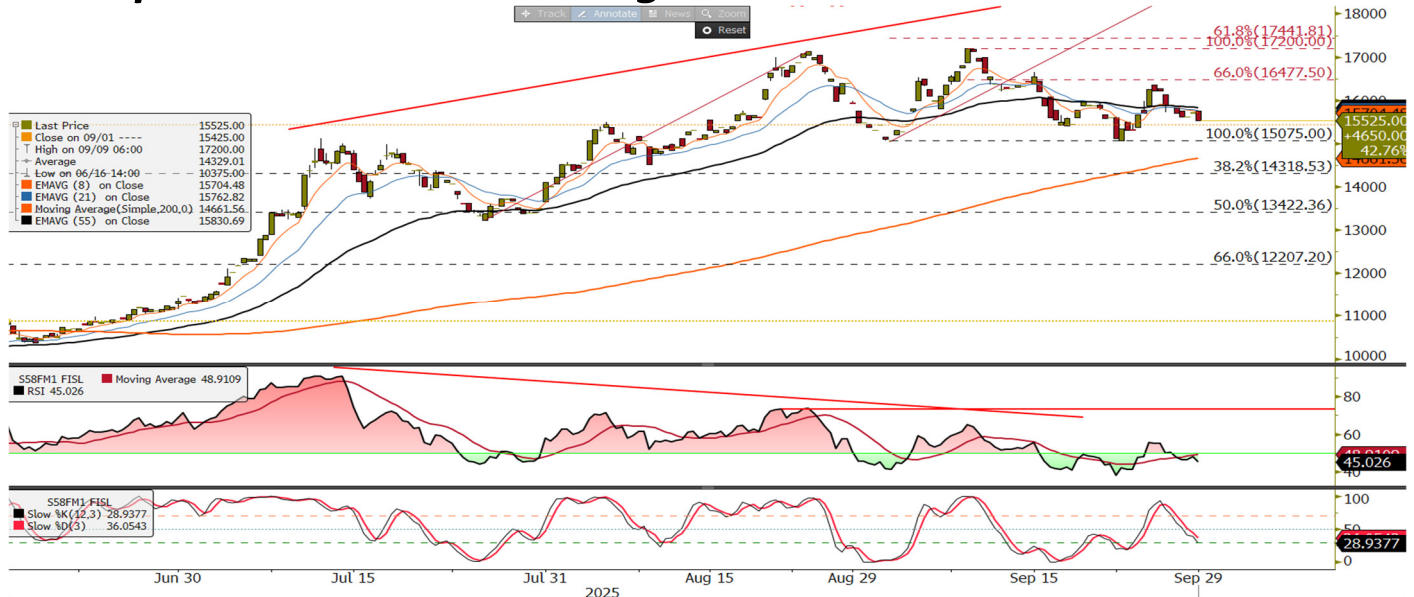 Track Annotate News Zoom
Reset
18000
61.8%(17441.81)
100.0%(17200.00)
17000
66.0%(16477.50)
16000
Last Price 15525.00
Close on 09/01 ---- 15425.00
High on 09/09 06:00 17200.00
Average 14329.01
Low on 06/16 14:00 10375.00
EMAVG (8) on Close 15704.48
EMAVG (21) on Close 15762.82
Moving Average(Simple,200,0) 14661.56
EMAVG (55) on Close 15830.69
15704.48
15525.00
+4650.00
42.76%
100.0%(15075.00)
38.2%(14318.53)
14000
50.0%(13422.36)
13000
66.0%(12207.20)
12000
11000
10000
S58FM1 FISL Moving Average 48.9109
RSI 45.026
80
60
45.026
40
S58FM1 FISL
Slow %K(12,3) 28.9377
Slow %D(3) 36.0543
100
50
28.9377
0
Jun 30 Jul 15 Jul 31 Aug 15 Aug 29 Sep 15 Sep 29
2025